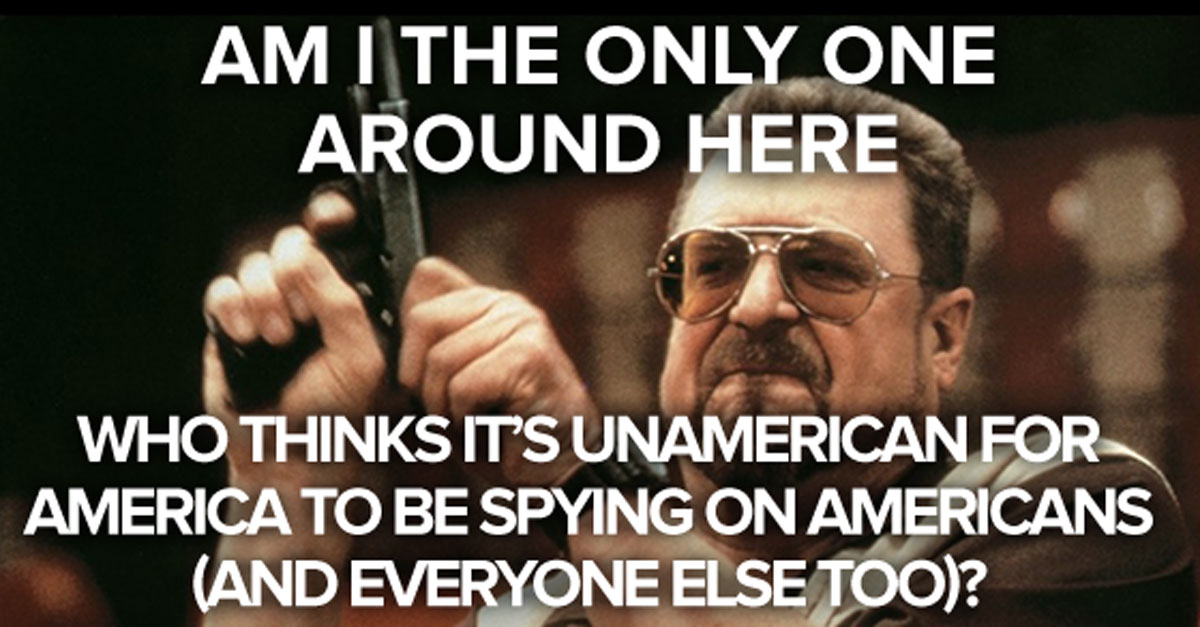 AM I THE ONLY ONE
AROUND HERE
WHO THINKS IT'S UNAMERICAN FOR
AMERICA TO BE SPYING ON AMERICANS
(AND EVERYONE ELSE TOO)?